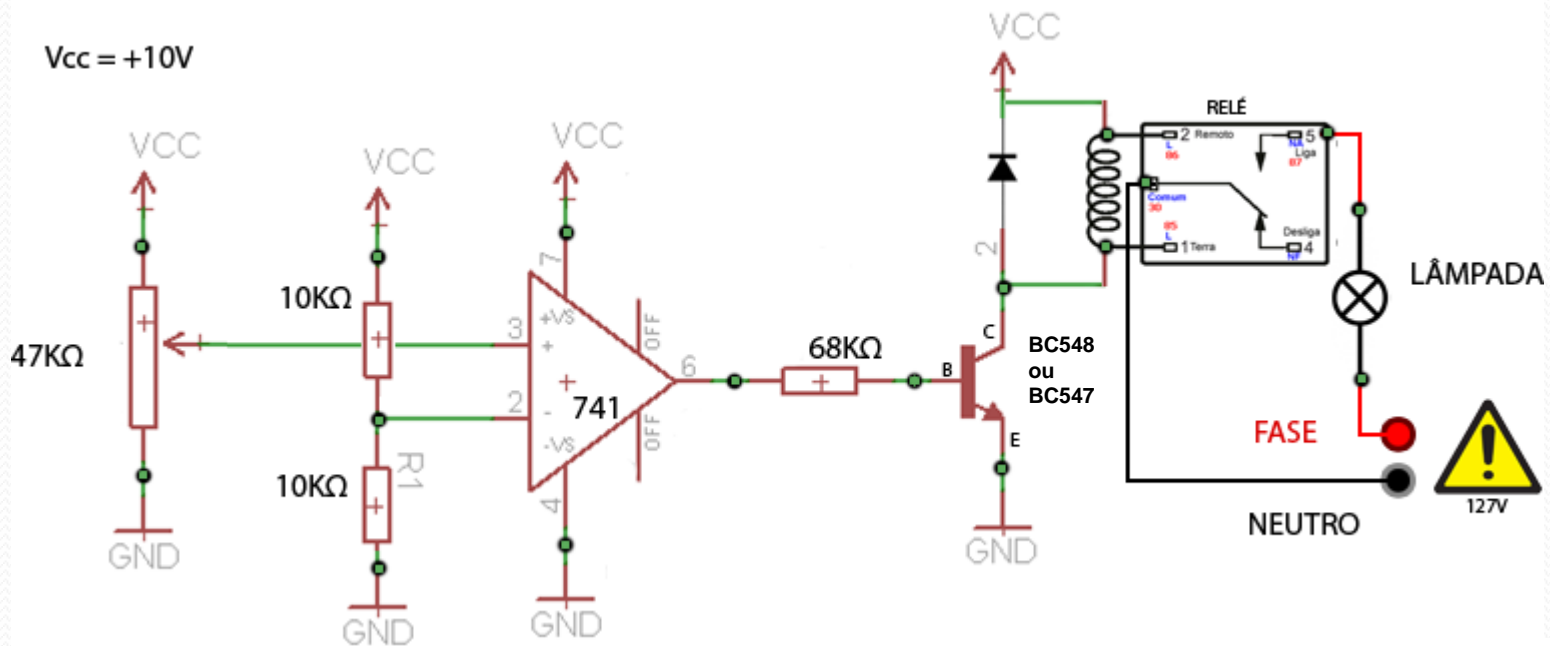 Vcc = +10V
VCC
47KΩ
GND
VCC
10KΩ
10KΩ
R1
GND
VCC
7
3
+VS
+
OFF
2
-
741
-VS
OFF
4
6
GND
68KΩ
VCC
2
C
B
E
BC548
ou
BC547
GND
RELÉ
2 Remoto
L
86
5
NA
Liga
87
Comum
30
85
L
1 Terra
Desliga
4
NF
LÂMPADA
FASE
NEUTRO
!
127V